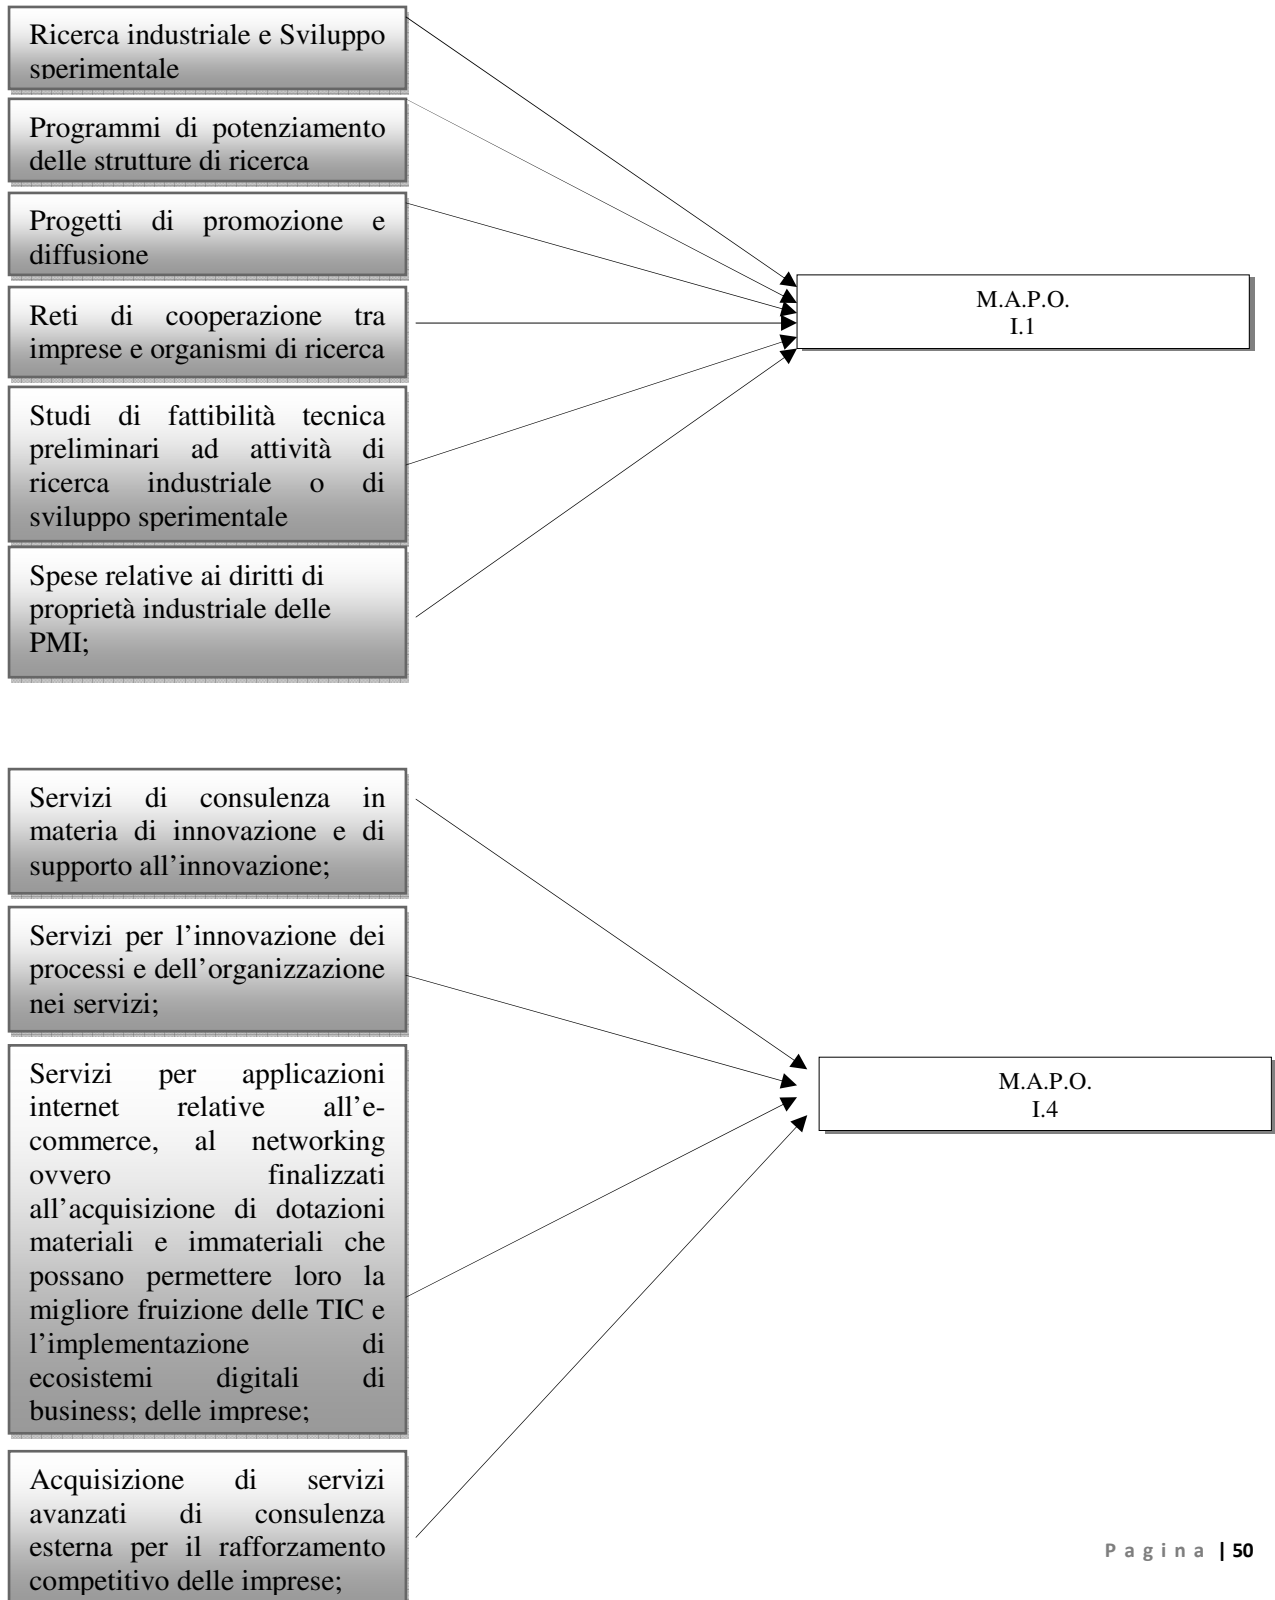 Ricerca industriale e Sviluppo
sperimentale
Programmi di potenziamento
delle strutture di ricerca
Progetti di promozione e
diffusione
Reti di cooperazione tra
imprese e organismi di ricerca
Studi di fattibilità tecnica
preliminari ad attività di
ricerca industriale o di
sviluppo sperimentale
Spese relative ai diritti di
proprietà industriale delle
PMI;
M.A.P.O.
I.1
Servizi di consulenza in
materia di innovazione e di
supporto all’innovazione;
Servizi per l’innovazione dei
processi e dell’organizzazione
nei servizi;
Servizi per applicazioni
internet relative all’e-
commerce, al networking
ovvero finalizzati
all’acquisizione di dotazioni
materiali e immateriali che
possano permettere loro la
migliore fruizione delle TIC e
l’implementazione di
ecosistemi digitali di
business; delle imprese;
Acquisizione di servizi
avanzati di consulenza
esterna per il rafforzamento
competitivo delle imprese;
M.A.P.O.
I.4
Pagina | 50